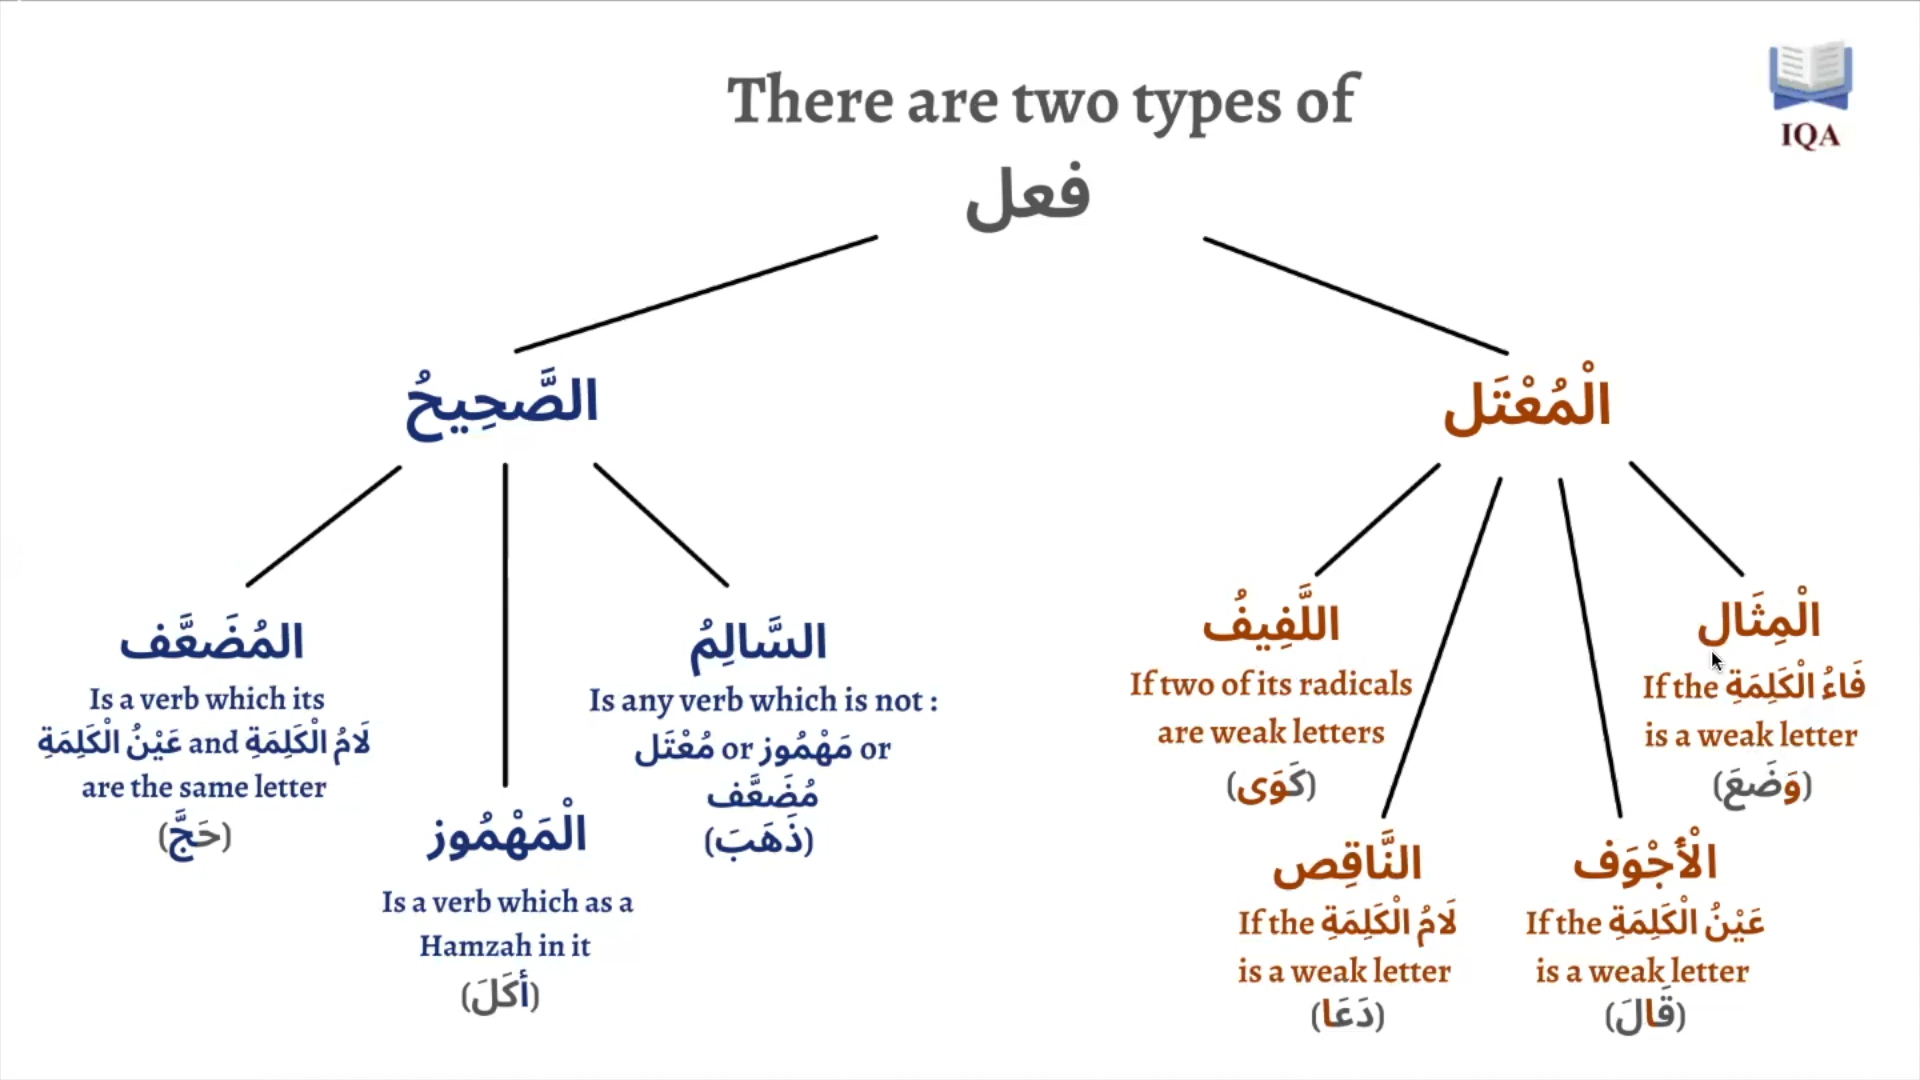 There are two types of
فعل
IQA
الصَّحِيحُ
الْمُعْتَل
المُضَعَّف
Is a verb which its
عَيْنُ الْكَلِمَةِ and لَامُ الْكَلِمَةِ
are the same letter
(حَجَّ)
الْمَهْمُوز
Is a verb which as a
Hamzah in it
(أكَلَ)
السَّالِمُ
Is any verb which is not :
مُعْتَل or مَهْمُوز or
مُضَعَّف
(ذَهَبَ)
اللَّفِيفُ
If two of its radicals
are weak letters
(كَوَى)
النَّاقِص
If the لَامُ الْكَلِمَةِ
is a weak letter
(دَعَا)
الْأَجْوَف
If the عَيْنُ الْكَلِمَةِ
is a weak letter
(قَالَ)
الْمِثَال
If the فَاءُ الْكَلِمَةِ
is a weak letter
(وَضَعَ)